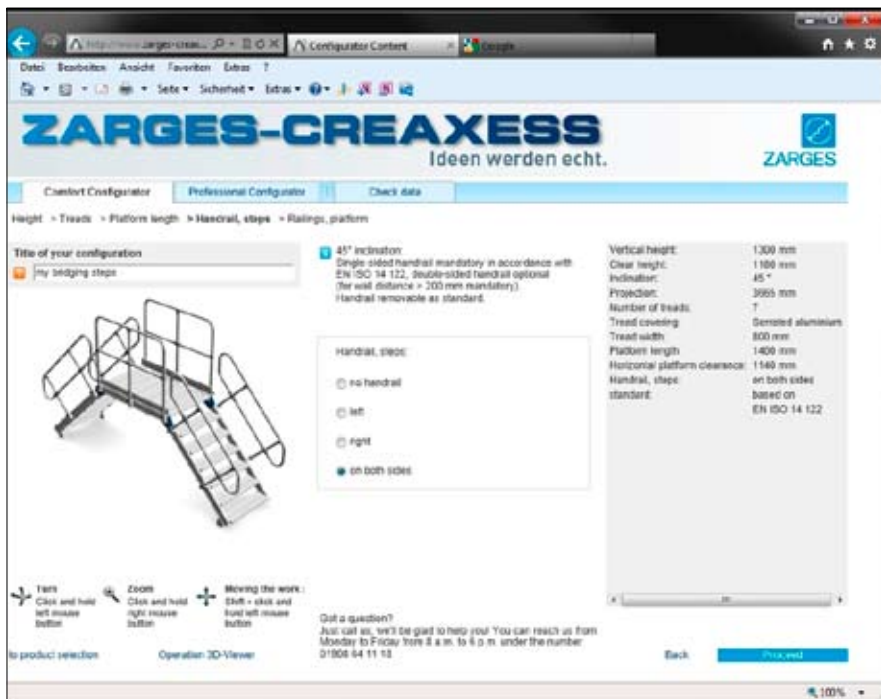 Configurator Content
Google
Datei Bearbeiten Ansicht Favoriten Extras ?
Seite Sicherheit Extras
ZARGES-CREAXESS
Ideen werden echt.
ZARGES
Comfort Configurator
Professional Configurator
Check data
Height > Treads > Platform length > Handrail, steps > Railings, platform
Title of your configuration
my bridging steps
45° inclination:
Single sided handrail mandatory in accordance with
EN ISO 14 122, double-sided handrail optional
(for wall distance > 200 mm mandatory).
Handrail removable as standard.
Handrail, steps:
no handrail
left
right
on both sides
Vertical height: 1300 mm
Clear height: 1100 mm
Inclination: 45 °
Projection:
Number of treads: 7
Tread covering Serrated aluminium
Tread width 800 mm
Platform length 1400 mm
Horizontal platform clearance: 1140 mm
Handrail, steps: on both sides
standard: based on
EN ISO 14 122
Turn
Click and hold
left mouse
button
Zoom
Click and hold
right mouse
button
Moving the work :
Shift + click and
hold left mouse
button
Got a question?
Just call us, we'll be glad to help you! You can reach us from
Monday to Friday from 8 a.m. to 6 p.m. under the number
to product selection
Operation 3D-Viewer
Back
Proceed
100%